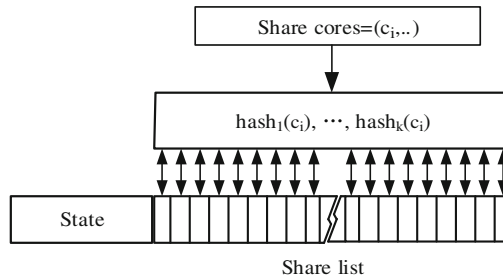 Share cores=(cᵢ,..)
hash₁(cᵢ), ···, hashₖ(cᵢ)
State
Share list